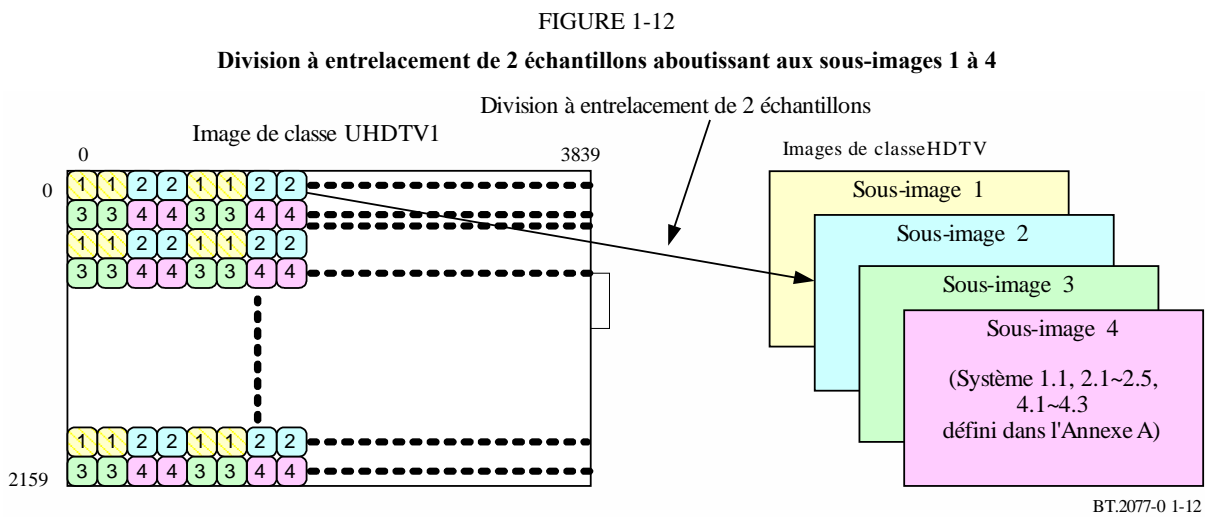 FIGURE 1-12
Division à entrelacement de 2 échantillons aboutissant aux sous-images 1 à 4
Division à entrelacement de 2 échantillons
Image de classe UHDTV1
Images de classeHDTV
0 3839
0
1 1 2 2 1 1 2 2
3 3 4 4 3 3 4 4
1 1 2 2 1 1 2 2
3 3 4 4 3 3 4 4
1 1 2 2 1 1 2 2
3 3 4 4 3 3 4 4
2159
Sous-image 1
Sous-image 2
Sous-image 3
Sous-image 4
(Système 1.1, 2.1~2.5,
4.1~4.3
défini dans l'Annexe A)
BT.2077-0 1-12